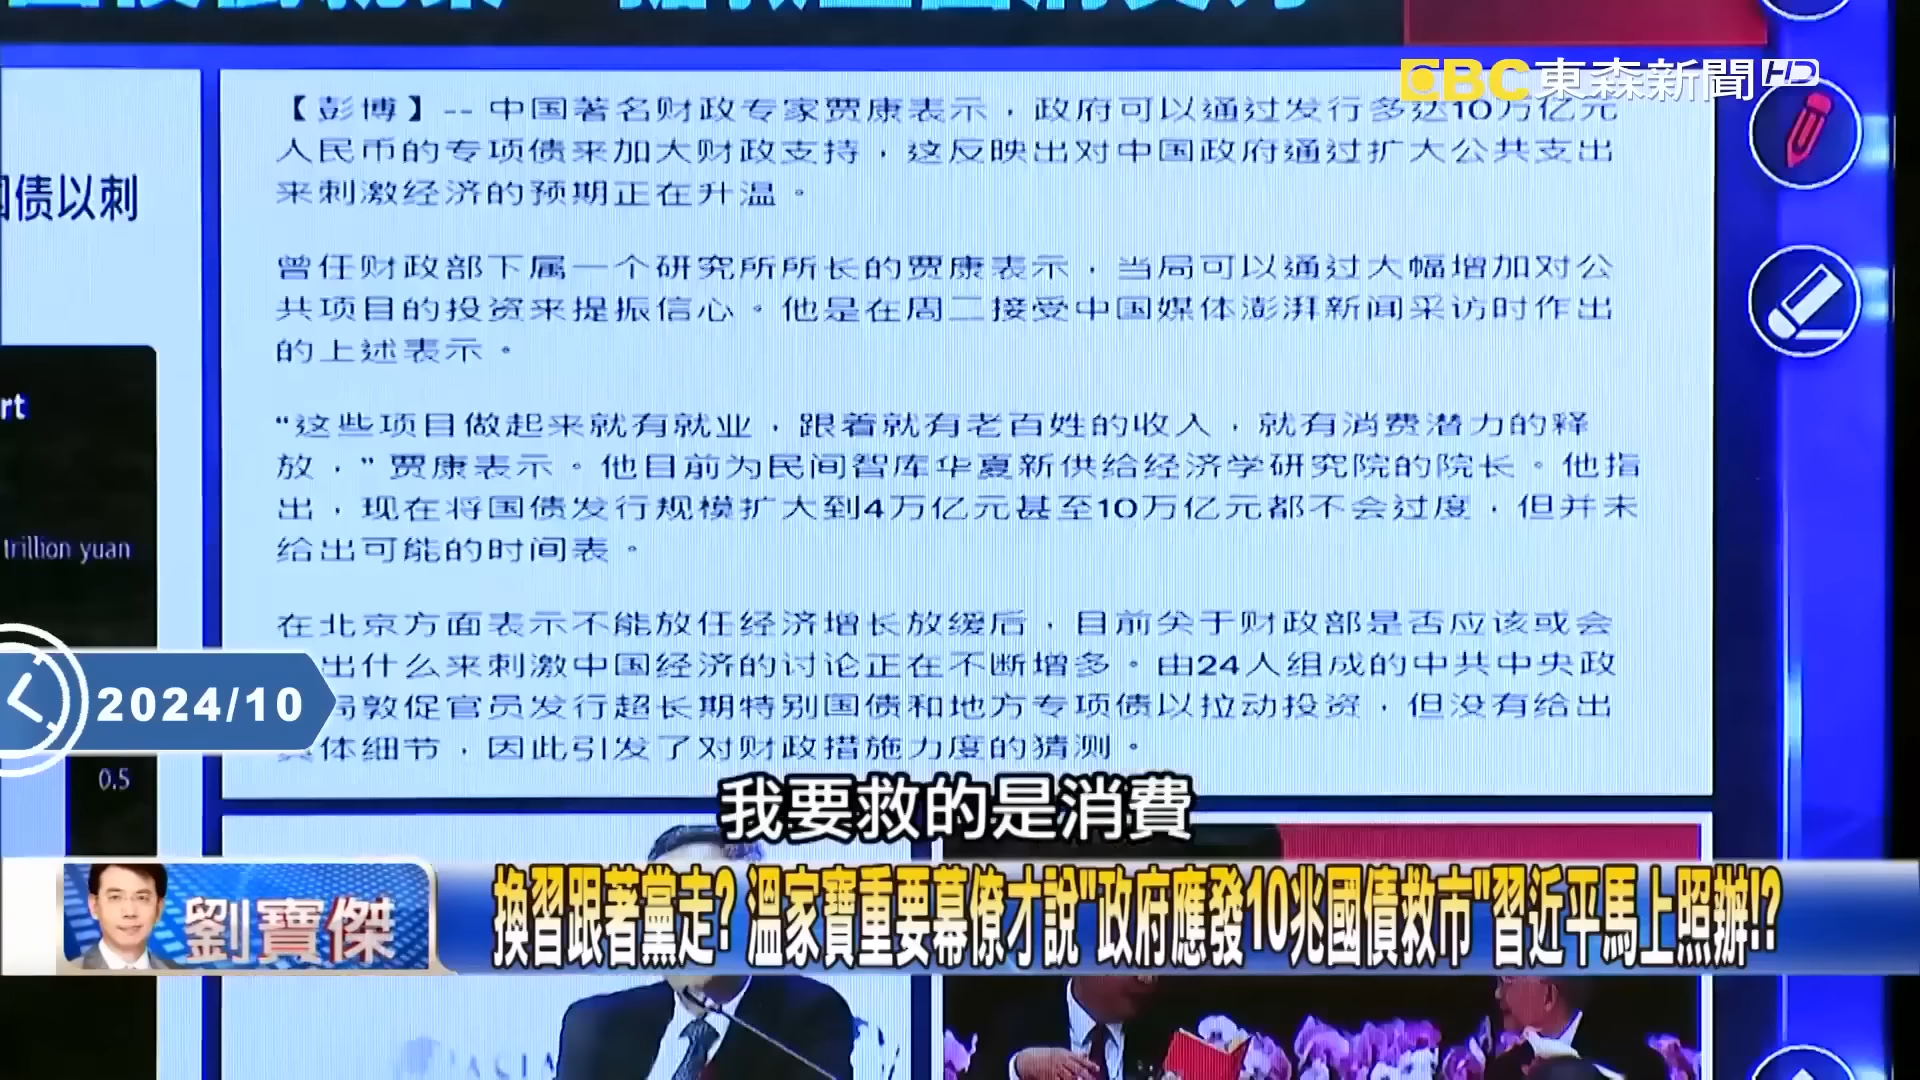 EBC東森新聞HD
【彭博】-- 中国著名财政专家贾康表示，政府可以通过发行多达10万亿元
人民币的专项债来加大财政支持，这反映出对中国政府通过扩大公共支出
来刺激经济的预期正在升温。
国债以刺
曾任财政部下属一个研究所所长的贾康表示，当局可以通过大幅增加对公
共项目的投资来提振信心。他是在周二接受中国媒体澎湃新闻采访时作出
的上述表示。
rt
“这些项目做起来就有就业，跟着就有老百姓的收入，就有消费潜力的释
放，” 贾康表示。他目前为民间智库华夏新供给经济学研究院的院长。他指
出，现在将国债发行规模扩大到4万亿元甚至10万亿元都不会过度，但并未
给出可能的时间表。
trillion yuan
在北京方面表示不能放任经济增长放缓后，目前关于财政部是否应该或会
出什么来刺激中国经济的讨论正在不断增多。由24人组成的中共中央政
局敦促官员发行超长期特别国债和地方专项债以拉动投资，但没有给出
具体细节，因此引发了对财政措施力度的猜测。
2024/10
0.5
我要救的是消費
劉寶傑
換習跟著黨走? 溫家寶重要幕僚才說"政府應發10兆國債救市"習近平馬上照辦!?
ASIA